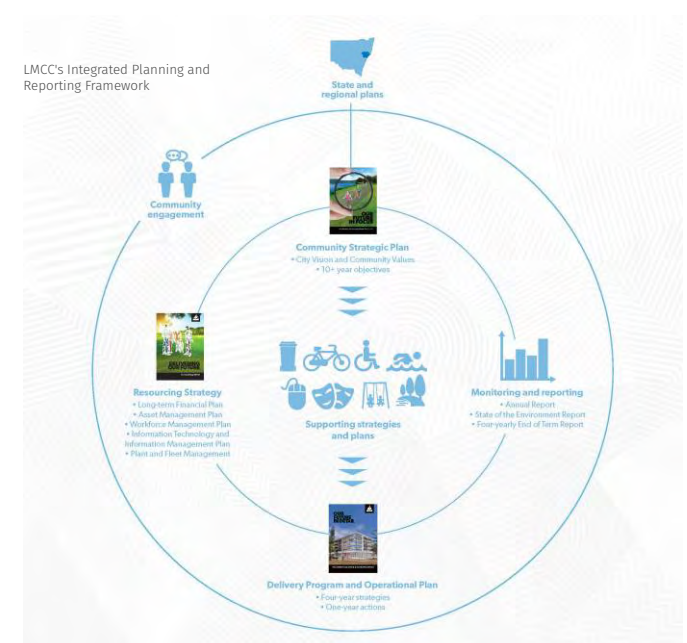 LMCC's Integrated Planning and
Reporting Framework
State and
regional plans
Community
engagement
Community Strategic Plan
• City Vision and Community Values
• 10+ year objectives
Resourcing Strategy
• Long-term Financial Plan
• Asset Management Plan
• Workforce Management Plan
• Information Technology and
Information Management Plan
• Plant and Fleet Management
Supporting strategies
and plans
Monitoring and reporting
• Annual Report
• State of the Environment Report
• Four-yearly End of Term Report
Delivery Program and Operational Plan
• Four-year strategies
• One-year actions